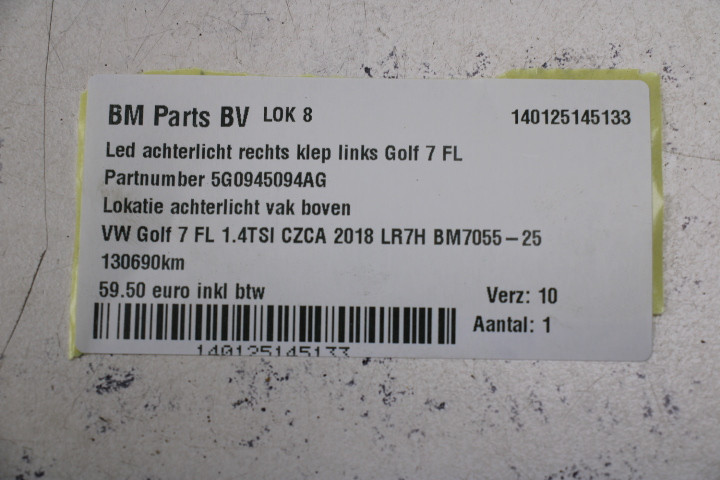 BM Parts BV LOK 8 140125145133
Led achterlicht rechts klep links Golf 7 FL
Partnumber 5G0945094AG
Lokatie achterlicht vak boven
VW Golf 7 FL 1.4TSI CZCA 2018 LR7H BM7055-25
130690km
59.50 euro inkl btw Verz: 10
Aantal: 1
140125145133